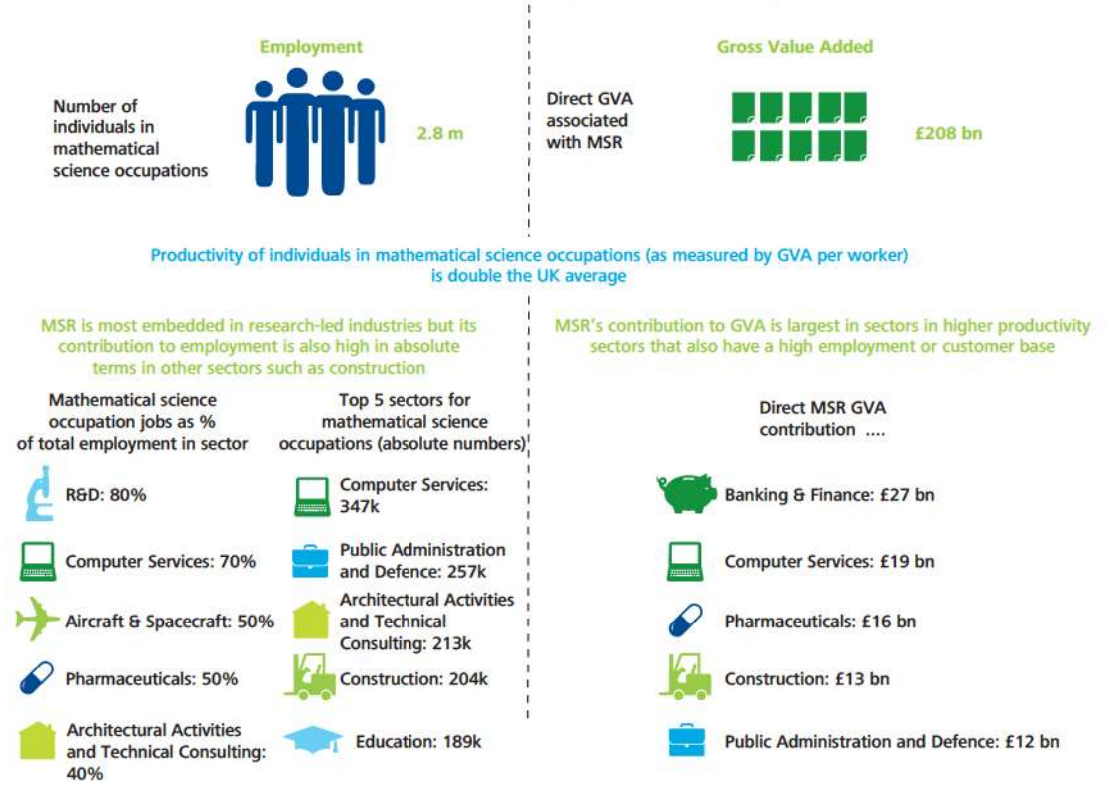 Employment
Number of
individuals in
mathematical
science occupations
2.8 m
Gross Value Added
Direct GVA
associated
with MSR
£208 bn
Productivity of individuals in mathematical science occupations (as measured by GVA per worker)
is double the UK average
MSR is most embedded in research-led industries but its
contribution to employment is also high in absolute
terms in other sectors such as construction
Mathematical science
occupation jobs as %
of total employment in sector
R&D: 80%
Computer Services: 70%
Aircraft & Spacecraft: 50%
Pharmaceuticals: 50%
Architectural Activities
and Technical Consulting:
40%
Top 5 sectors for
mathematical science
occupations (absolute numbers)
Computer Services:
347k
Public Administration
and Defence: 257k
Architectural Activities
and Technical
Consulting: 213k
Construction: 204k
Education: 189k
MSR's contribution to GVA is largest in sectors in higher productivity
sectors that also have a high employment or customer base
Direct MSR GVA
contribution ....
Banking & Finance: £27 bn
Computer Services: £19 bn
Pharmaceuticals: £16 bn
Construction: £13 bn
Public Administration and Defence: £12 bn